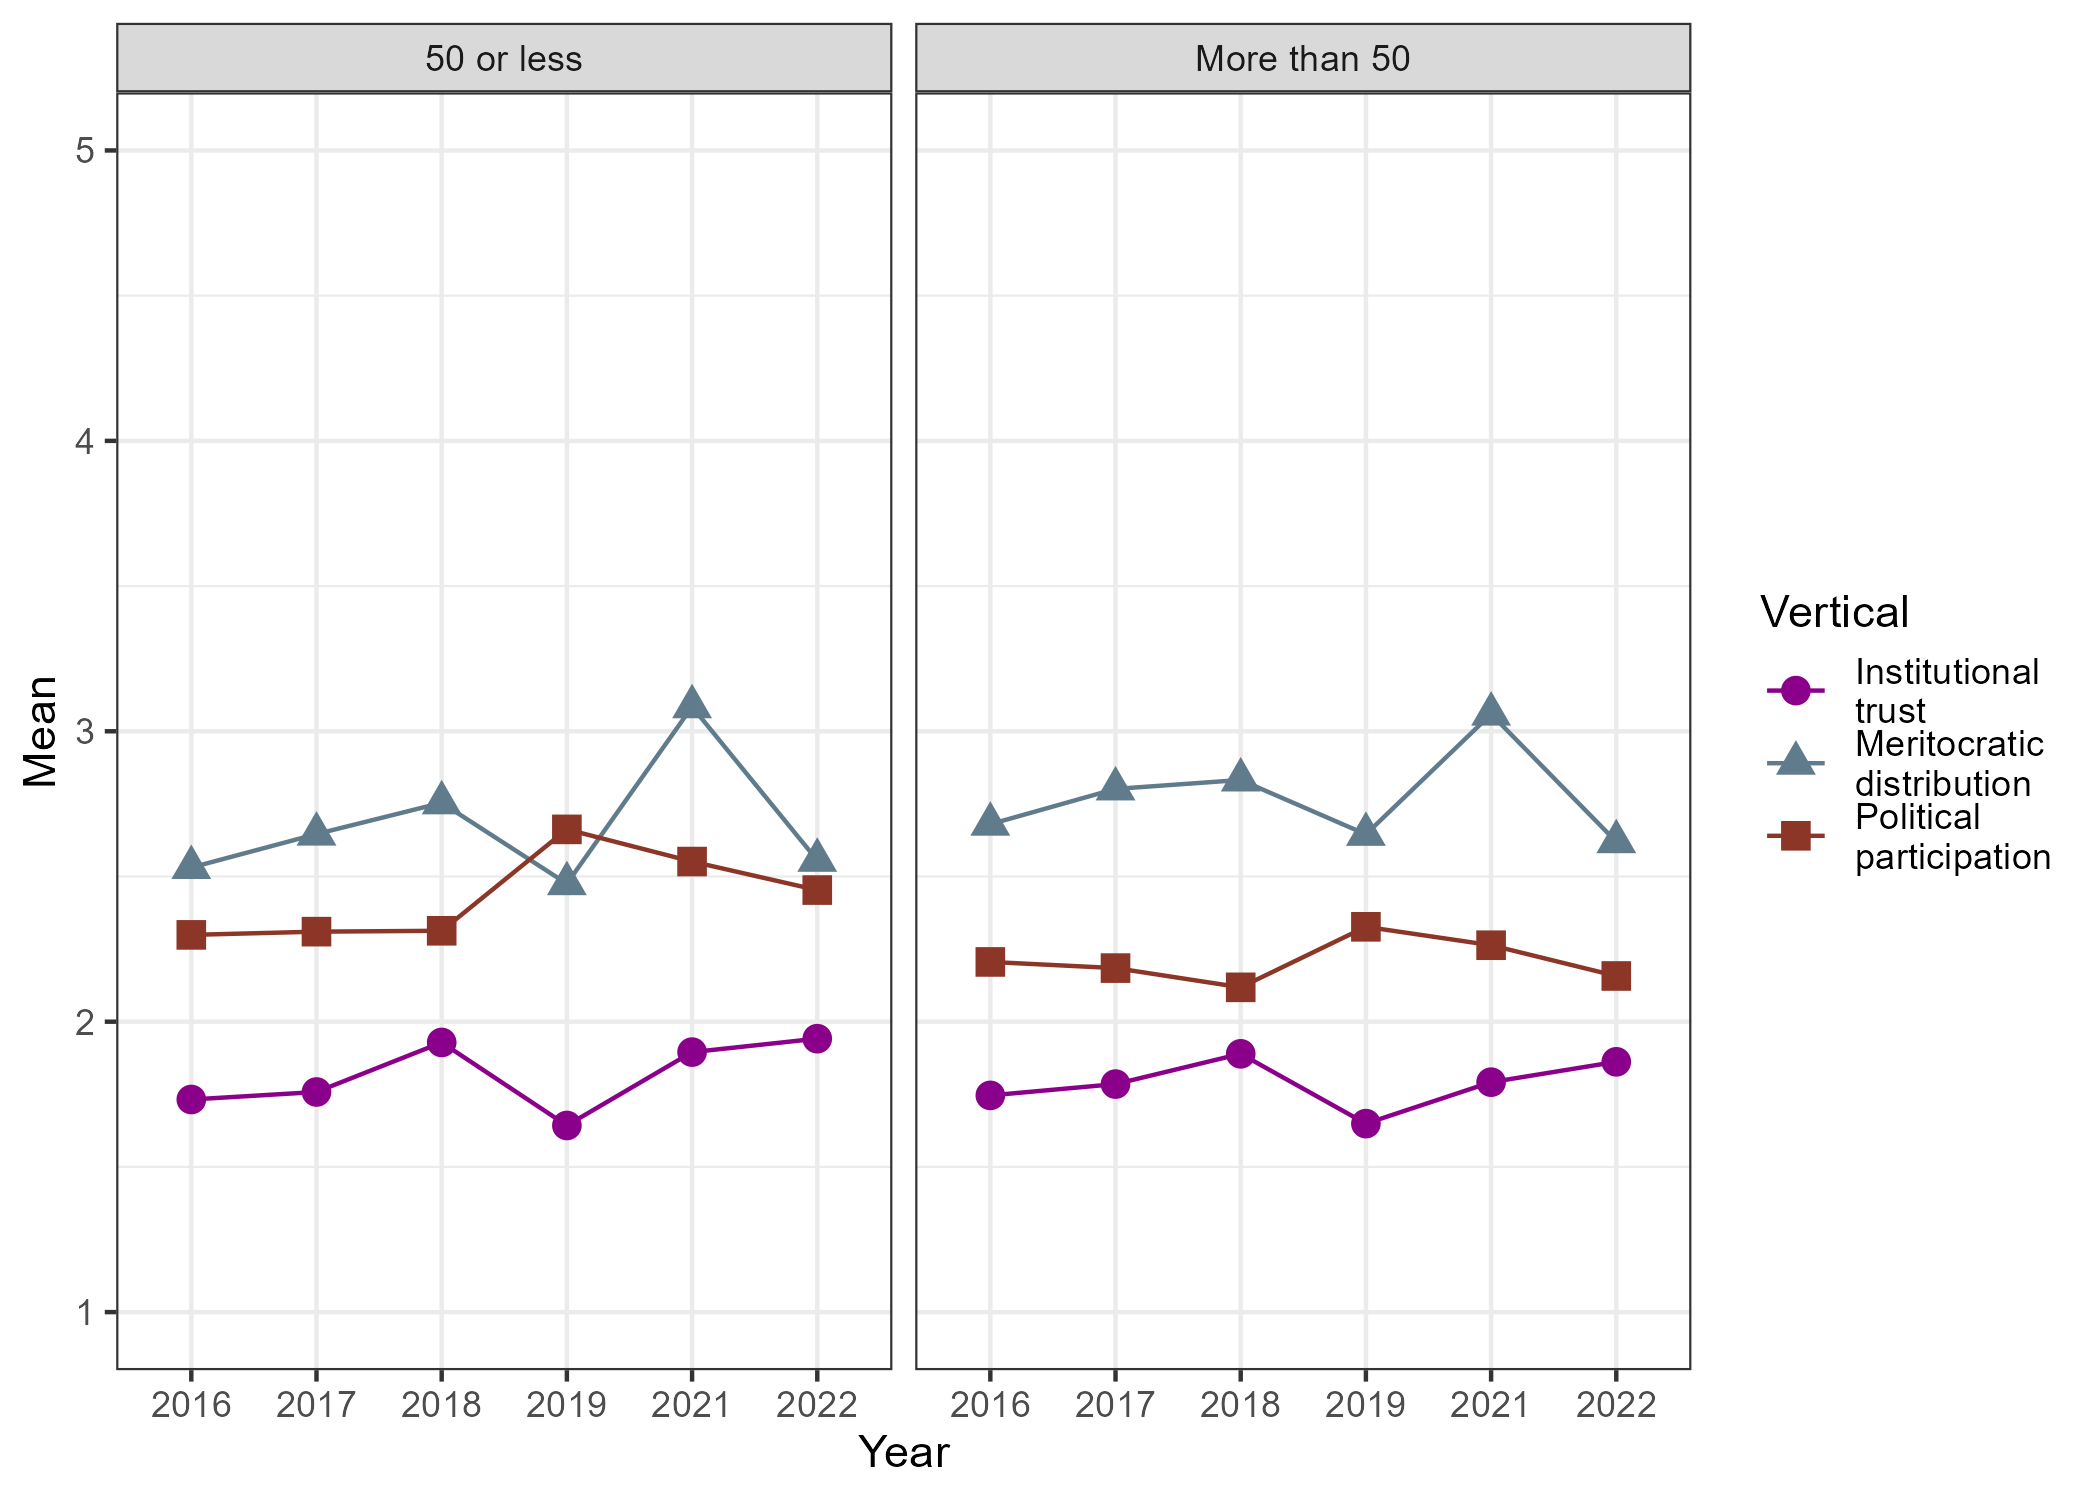 50 or less
More than 50
5
4
3
2
1
Mean
2016 2017 2018 2019 2021 2022
2016 2017 2018 2019 2021 2022
Year
Vertical
Institutional
trust
Meritocratic
distribution
Political
participation